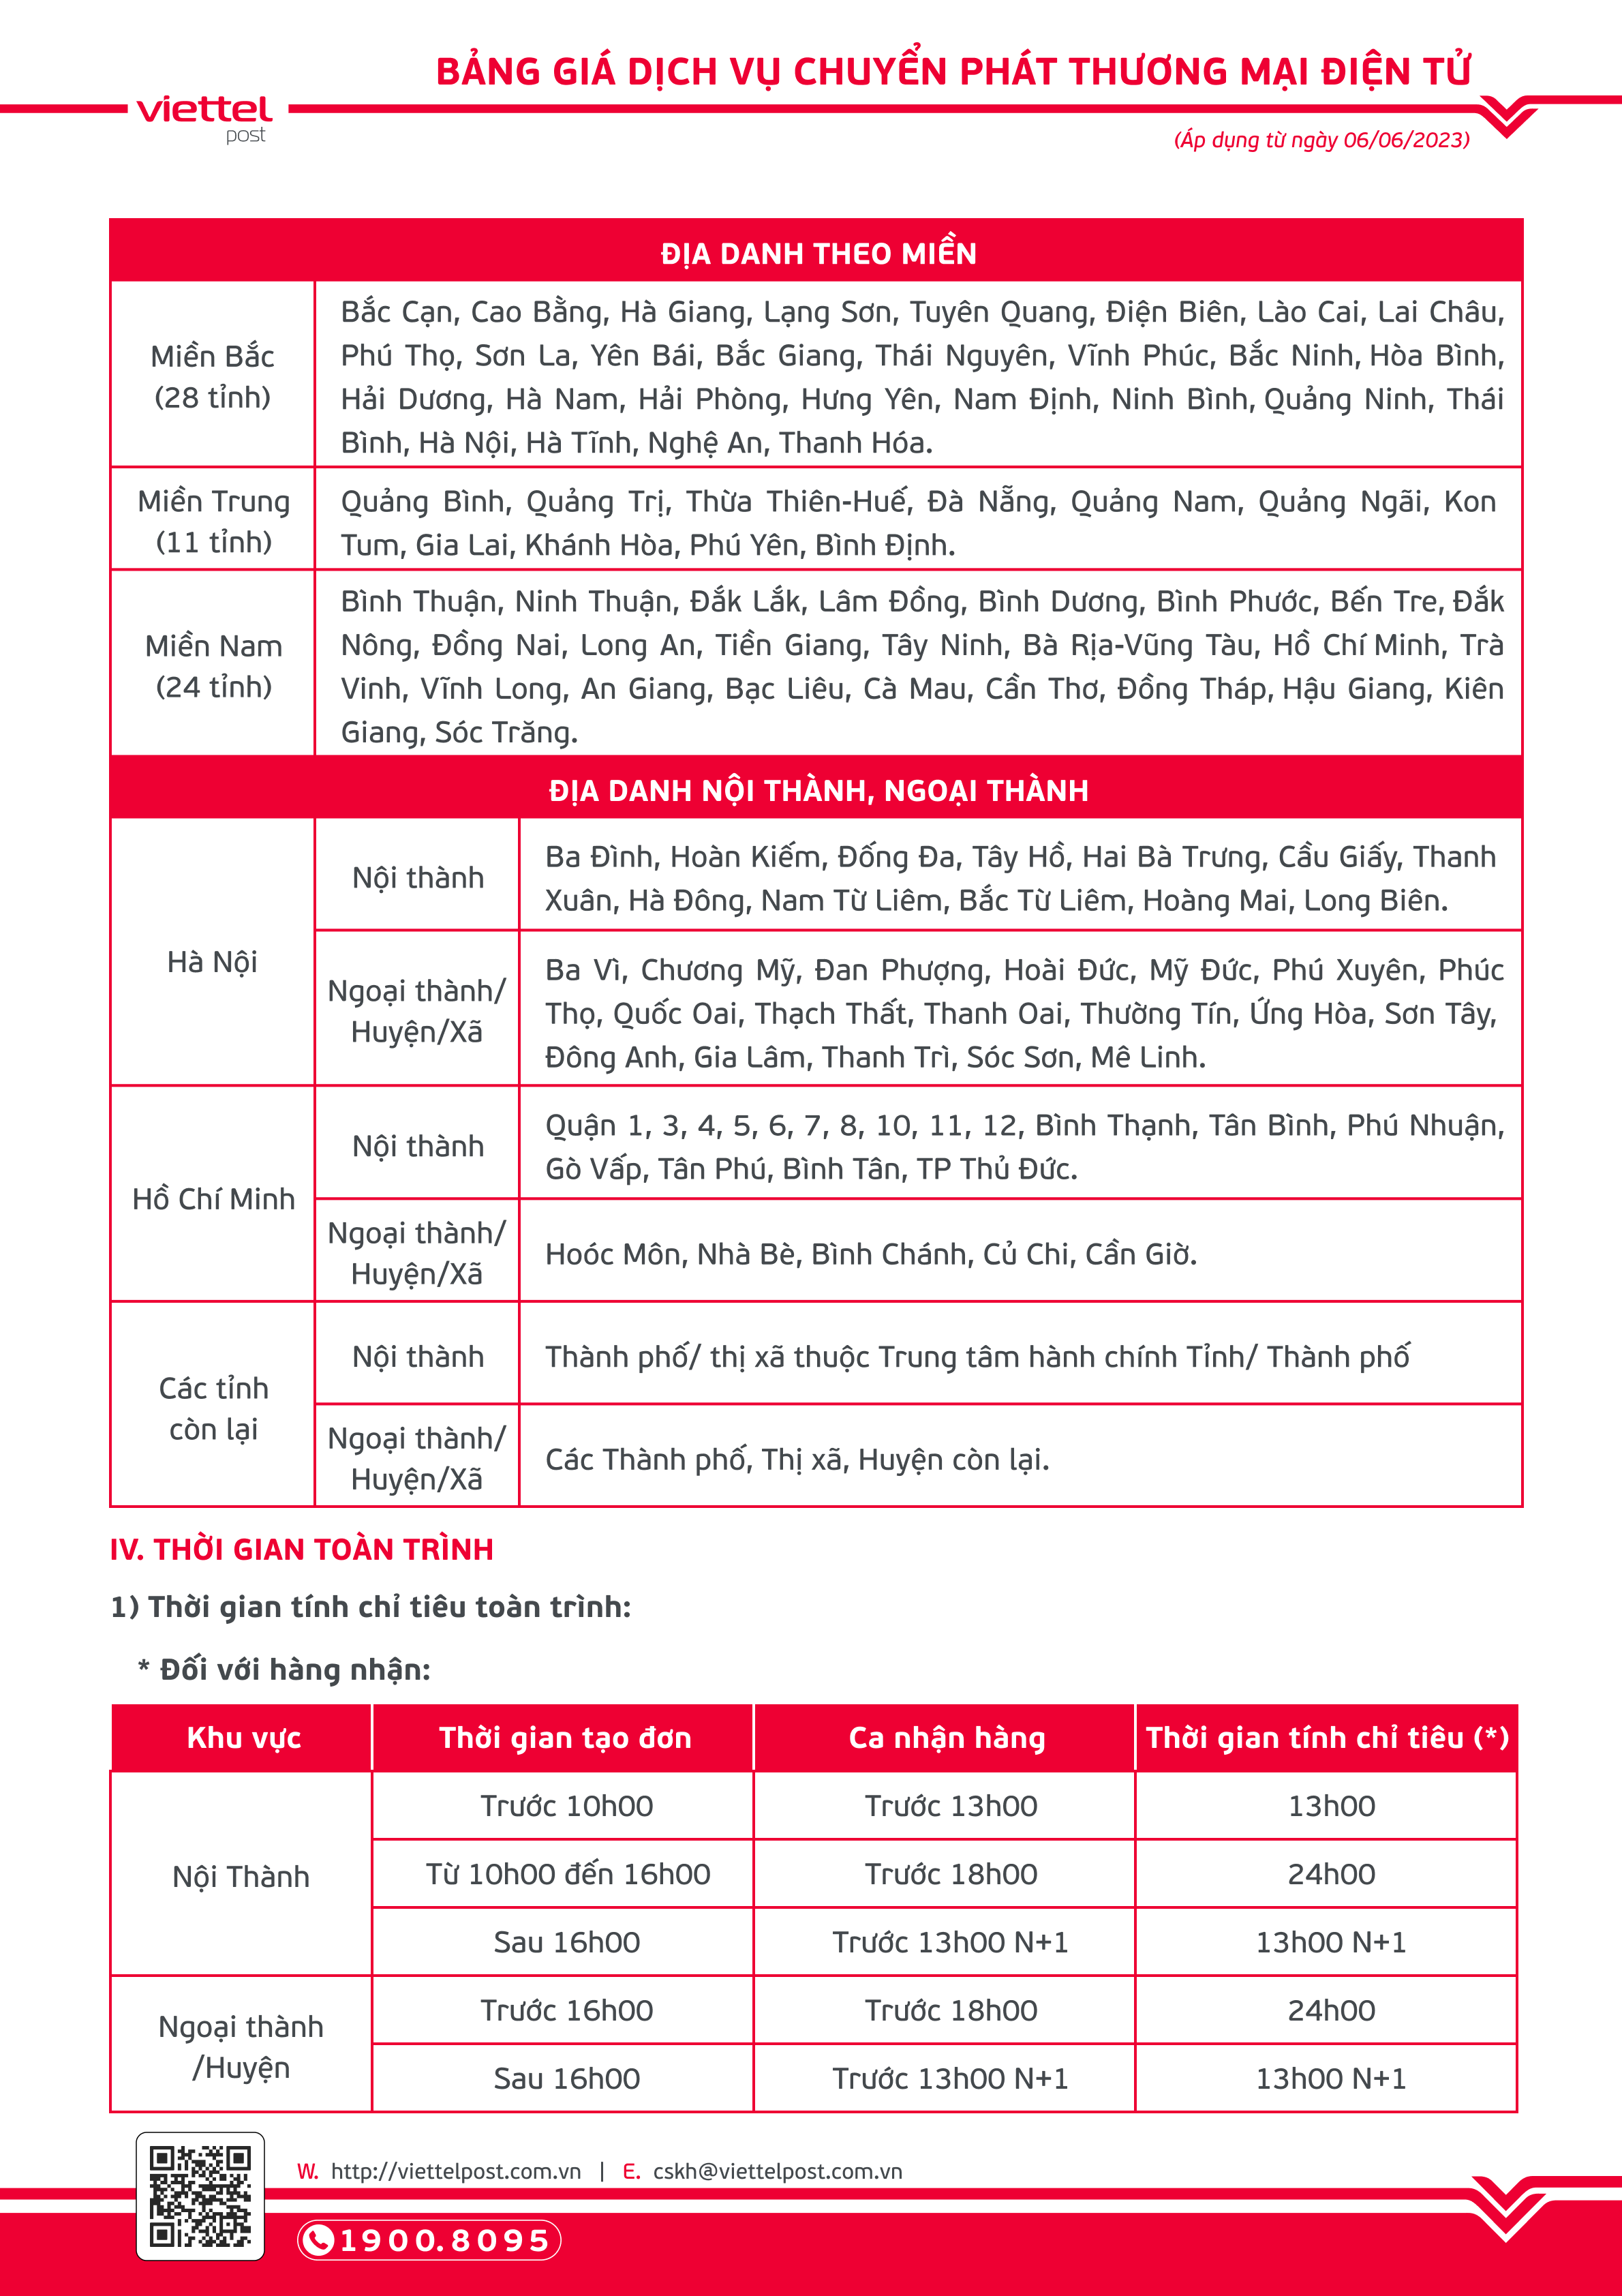 BẢNG GIÁ DỊCH VỤ CHUYỂN PHÁT THƯƠNG MẠI ĐIỆN TỬ
viettel
post
(Áp dụng từ ngày 06/06/2023)
ĐỊA DANH THEO MIỀN
Miền Bắc
(28 tỉnh)
Bắc Cạn, Cao Bằng, Hà Giang, Lạng Sơn, Tuyên Quang, Điện Biên, Lào Cai, Lai Châu,
Phú Thọ, Sơn La, Yên Bái, Bắc Giang, Thái Nguyên, Vĩnh Phúc, Bắc Ninh, Hòa Bình,
Hải Dương, Hà Nam, Hải Phòng, Hưng Yên, Nam Định, Ninh Bình, Quảng Ninh, Thái
Bình, Hà Nội, Hà Tĩnh, Nghệ An, Thanh Hóa.
Miền Trung
(11 tỉnh)
Quảng Bình, Quảng Trị, Thừa Thiên-Huế, Đà Nẵng, Quảng Nam, Quảng Ngãi, Kon
Tum, Gia Lai, Khánh Hòa, Phú Yên, Bình Định.
Miền Nam
(24 tỉnh)
Bình Thuận, Ninh Thuận, Đắk Lắk, Lâm Đồng, Bình Dương, Bình Phước, Bến Tre, Đắk
Nông, Đồng Nai, Long An, Tiền Giang, Tây Ninh, Bà Rịa-Vũng Tàu, Hồ Chí Minh, Trà
Vinh, Vĩnh Long, An Giang, Bạc Liêu, Cà Mau, Cần Thơ, Đồng Tháp, Hậu Giang, Kiên
Giang, Sóc Trăng.
ĐỊA DANH NỘI THÀNH, NGOẠI THÀNH
Hà Nội
Nội thành
Ba Đình, Hoàn Kiếm, Đống Đa, Tây Hồ, Hai Bà Trưng, Cầu Giấy, Thanh
Xuân, Hà Đông, Nam Từ Liêm, Bắc Từ Liêm, Hoàng Mai, Long Biên.
Ngoại thành/
Huyện/Xã
Ba Vì, Chương Mỹ, Đan Phượng, Hoài Đức, Mỹ Đức, Phú Xuyên, Phúc
Thọ, Quốc Oai, Thạch Thất, Thanh Oai, Thường Tín, Ứng Hòa, Sơn Tây,
Đông Anh, Gia Lâm, Thanh Trì, Sóc Sơn, Mê Linh.
Hồ Chí Minh
Nội thành
Quận 1, 3, 4, 5, 6, 7, 8, 10, 11, 12, Bình Thạnh, Tân Bình, Phú Nhuận,
Gò Vấp, Tân Phú, Bình Tân, TP Thủ Đức.
Ngoại thành/
Huyện/Xã
Hoóc Môn, Nhà Bè, Bình Chánh, Củ Chi, Cần Giờ.
Các tỉnh
còn lại
Nội thành
Thành phố/ thị xã thuộc Trung tâm hành chính Tỉnh/ Thành phố
Ngoại thành/
Huyện/Xã
Các Thành phố, Thị xã, Huyện còn lại.
IV. THỜI GIAN TOÀN TRÌNH
1) Thời gian tính chỉ tiêu toàn trình:
* Đối với hàng nhận:
Khu vực Thời gian tạo đơn Ca nhận hàng Thời gian tính chỉ tiêu (*)
Nội Thành
Trước 10h00 Trước 13h00 13h00
Từ 10h00 đến 16h00 Trước 18h00 24h00
Sau 16h00 Trước 13h00 N+1 13h00 N+1
Ngoại thành
/Huyện
Trước 16h00 Trước 18h00 24h00
Sau 16h00 Trước 13h00 N+1 13h00 N+1
W. http://viettelpost.com.vn | E. cskh@viettelpost.com.vn
1900.8095